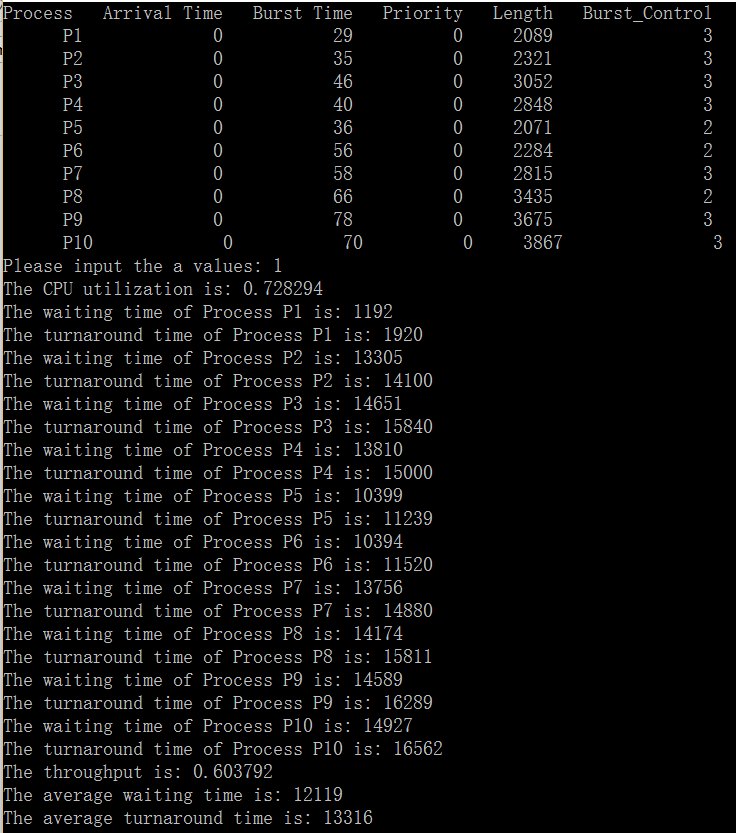 Process Arrival Time Burst Time Priority Length Burst_Control
P1 0 29 0 2089 3
P2 0 35 0 2321 3
P3 0 46 0 3052 3
P4 0 40 0 2848 3
P5 0 36 0 2071 2
P6 0 56 0 2284 2
P7 0 58 0 2815 3
P8 0 66 0 3435 2
P9 0 78 0 3675 3
P10 0 70 0 3867 3
Please input the a values: 1
The CPU utilization is: 0.728294
The waiting time of Process P1 is: 1192
The turnaround time of Process P1 is: 1920
The waiting time of Process P2 is: 13305
The turnaround time of Process P2 is: 14100
The waiting time of Process P3 is: 14651
The turnaround time of Process P3 is: 15840
The waiting time of Process P4 is: 13810
The turnaround time of Process P4 is: 15000
The waiting time of Process P5 is: 10399
The turnaround time of Process P5 is: 11239
The waiting time of Process P6 is: 10394
The turnaround time of Process P6 is: 11520
The waiting time of Process P7 is: 13756
The turnaround time of Process P7 is: 14880
The waiting time of Process P8 is: 14174
The turnaround time of Process P8 is: 15811
The waiting time of Process P9 is: 14589
The turnaround time of Process P9 is: 16289
The waiting time of Process P10 is: 14927
The turnaround time of Process P10 is: 16562
The throughput is: 0.603792
The average waiting time is: 12119
The average turnaround time is: 13316